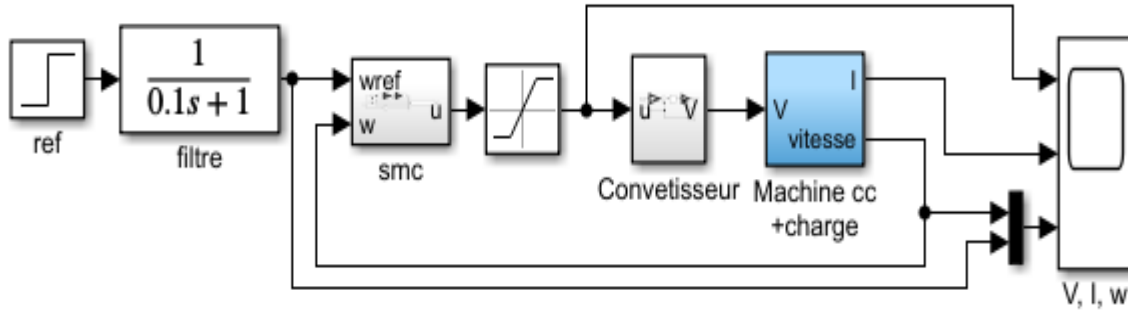 ref
1
0.1s + 1
filtre
wref
w
u
smc
u
V
Convetisseur
V
I
vitesse
Machine cc
+charge
V, I, w